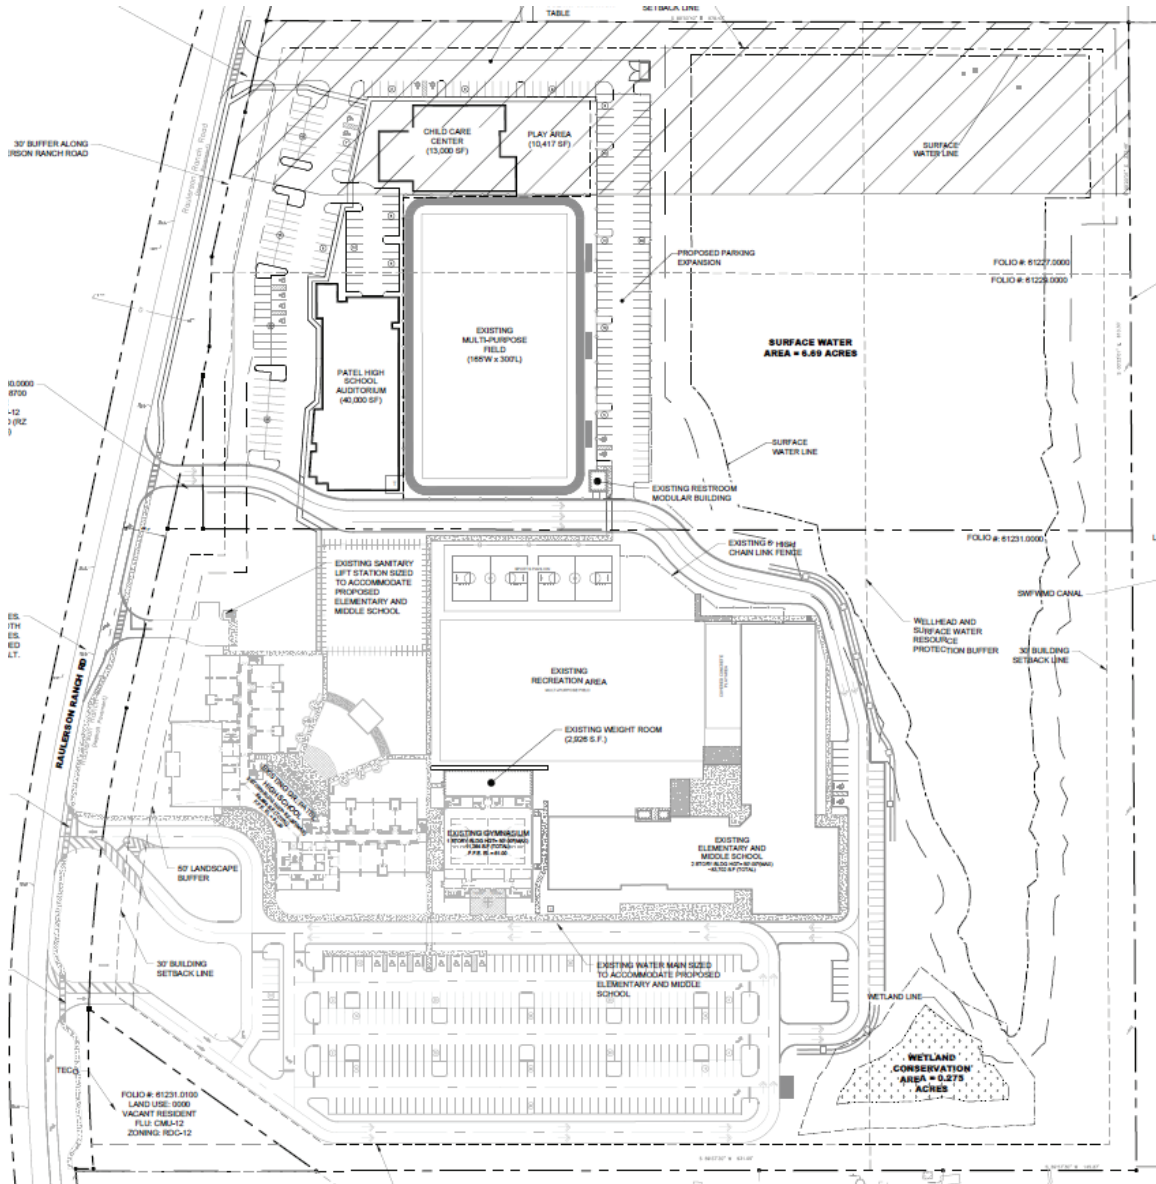 TABLE
SETBACK LINE
30' BUFFER ALONG
ERSON RANCH ROAD
Raulerson Ranch Road
CHILD CARE
CENTER
(13,000 SF)
PLAY AREA
(10,417 SF)
SURFACE
WATER LINE
PROPOSED PARKING
EXPANSION
FOLIO #: 61227.0000
FOLIO #: 61229.0000
EXISTING
MULTI-PURPOSE
FIELD
(165'W x 300'L)
SURFACE WATER
AREA = 6.69 ACRES
PATEL HIGH
SCHOOL
AUDITORIUM
(40,000 SF)
SURFACE
WATER LINE
EXISTING RESTROOM
MODULAR BUILDING
EXISTING 6' HIGH
CHAIN LINK FENCE
FOLIO #: 61231.0000
EXISTING SANITARY
LIFT STATION SIZED
TO ACCOMMODATE
PROPOSED
ELEMENTARY AND
MIDDLE SCHOOL
SWFWMD CANAL
WELLHEAD AND
SURFACE WATER
RESOURCE
PROTECTION BUFFER
30' BUILDING
SETBACK LINE
RAULERSON RANCH RD
EXISTING
RECREATION AREA
EXISTING WEIGHT ROOM
(2,926 S.F.)
EXISTING GYMNASIUM
EXISTING
ELEMENTARY AND
MIDDLE SCHOOL
50' LANDSCAPE
BUFFER
30' BUILDING
SETBACK LINE
EXISTING WATER MAIN SIZED
TO ACCOMMODATE PROPOSED
ELEMENTARY AND MIDDLE
SCHOOL
WETLAND LINE
WETLAND
CONSERVATION
AREA = 0.275
ACRES
TECO
FOLIO #: 61231.0100
LAND USE: 0000
VACANT RESIDENT
FLU: CMU-12
ZONING: RDC-12